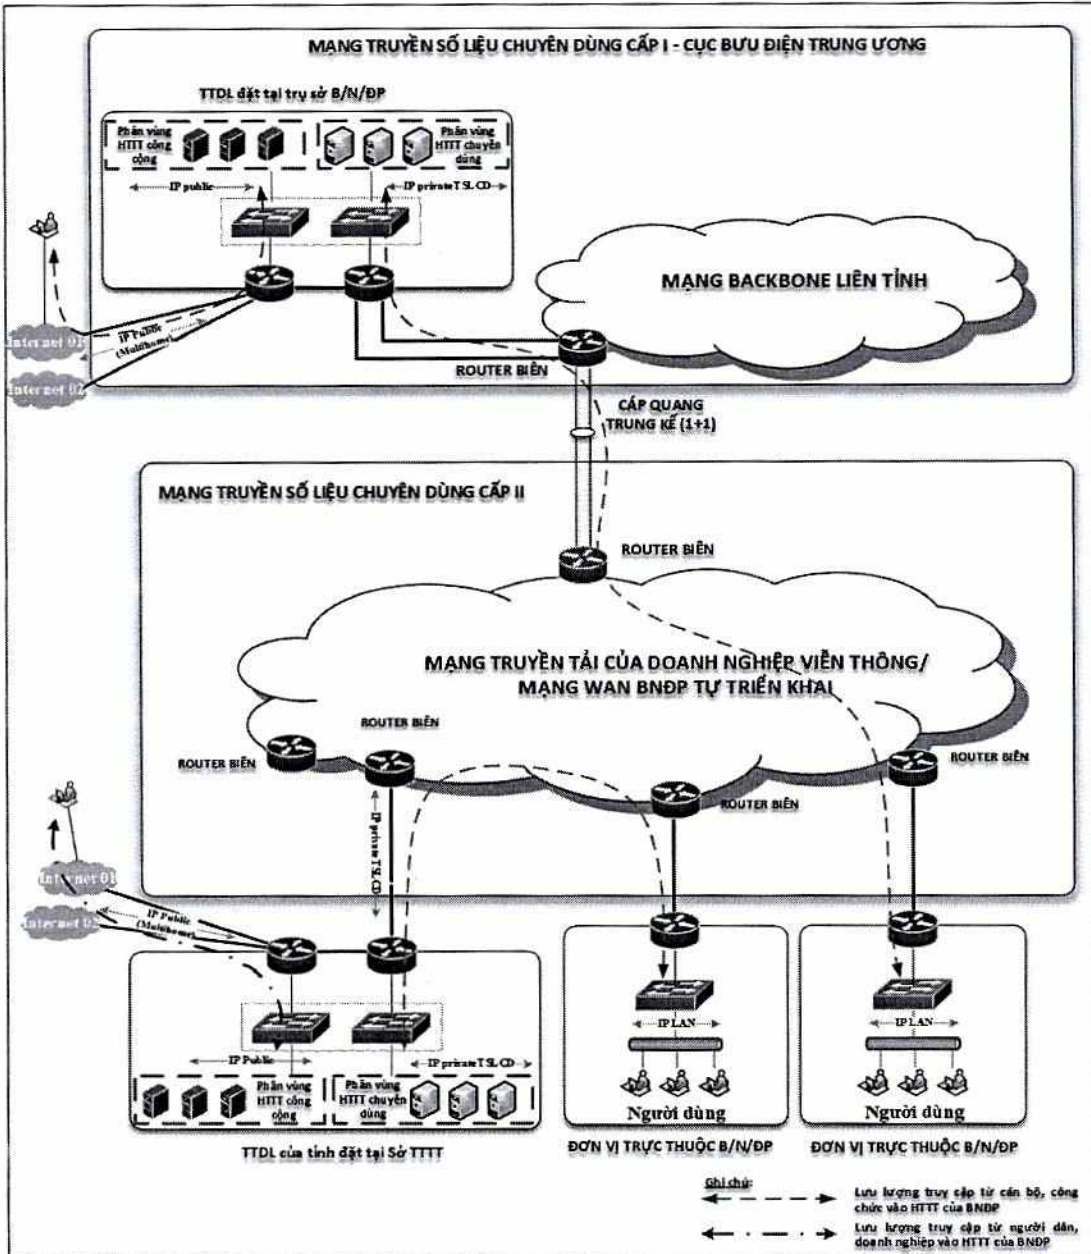 MẠNG TRUYỀN SỐ LIỆU CHUYÊN DÙNG CẤP I - CỤC BƯU ĐIỆN TRUNG ƯƠNG
TTDL đặt tại trụ sở B/N/ĐP
Phân vùng
HTTT công
cộng
Phân vùng
HTTT chuyên
dùng
IP public
IP private TSLCD
MẠNG BACKBONE LIÊN TỈNH
Internet 01
IP Public
(Multihome)
Internet 02
ROUTER BIÊN
CÁP QUANG
TRUNG KẾ (1+1)
MẠNG TRUYỀN SỐ LIỆU CHUYÊN DÙNG CẤP II
ROUTER BIÊN
MẠNG TRUYỀN TẢI CỦA DOANH NGHIỆP VIỄN THÔNG/
MẠNG WAN BNĐP TỰ TRIỂN KHAI
ROUTER BIÊN
ROUTER BIÊN
ROUTER BIÊN
ROUTER BIÊN
IP private TSLCD
Internet 01
Internet 02
IP Public
(Multihome)
IP Public
IP private TSLCD
Phân vùng
HTTT công
cộng
Phân vùng
HTTT chuyên
dùng
TTDL của tỉnh đặt tại Sở TTTT
IP LAN
Người dùng
ĐƠN VỊ TRỰC THUỘC B/N/ĐP
IP LAN
Người dùng
ĐƠN VỊ TRỰC THUỘC B/N/ĐP
Ghi chú:
Lưu lượng truy cập từ cán bộ, công
chức vào HTTT của BNĐP
Lưu lượng truy cập từ người dân,
doanh nghiệp vào HTTT của BNĐP